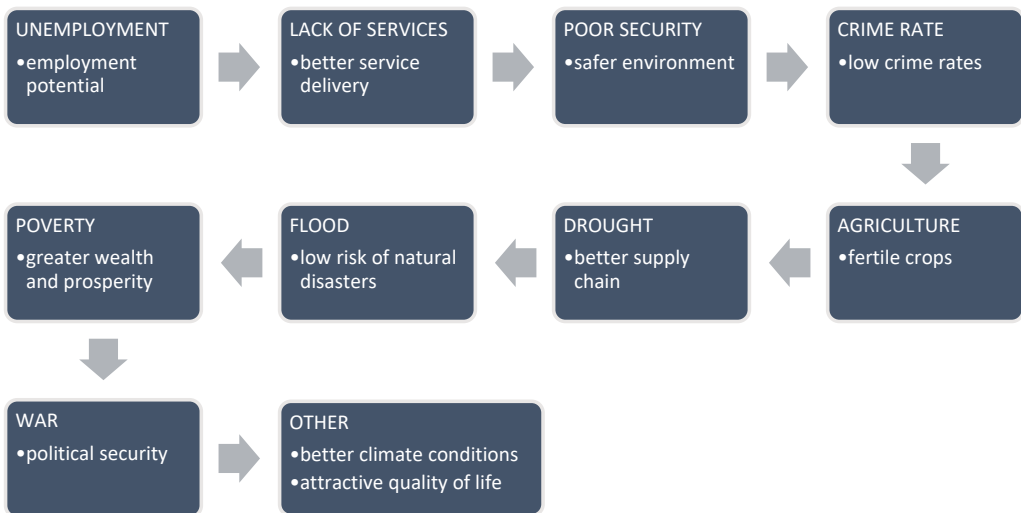 UNEMPLOYMENT
•employment
potential
LACK OF SERVICES
•better service
delivery
POOR SECURITY
•safer environment
CRIME RATE
•low crime rates
AGRICULTURE
•fertile crops
DROUGHT
•better supply
chain
FLOOD
•low risk of natural
disasters
POVERTY
•greater wealth
and prosperity
WAR
•political security
OTHER
•better climate conditions
•attractive quality of life